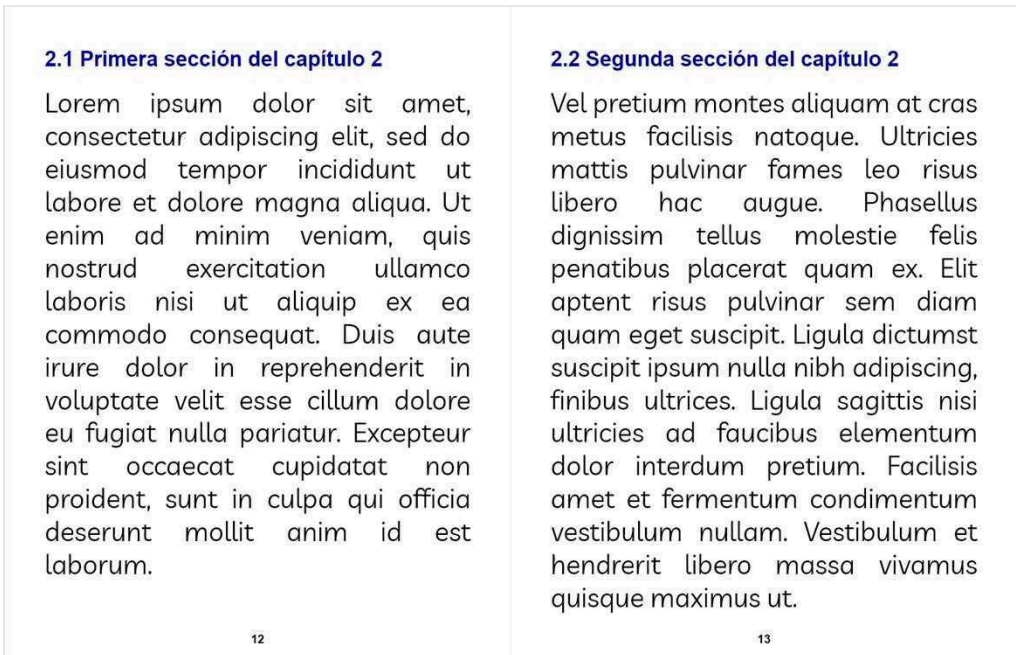 2.1 Primera sección del capítulo 2
Lorem ipsum dolor sit amet,
consectetur adipiscing elit, sed do
eiusmod tempor incididunt ut
labore et dolore magna aliqua. Ut
enim ad minim veniam, quis
nostrud exercitation ullamco
laboris nisi ut aliquip ex ea
commodo consequat. Duis aute
irure dolor in reprehenderit in
voluptate velit esse cillum dolore
eu fugiat nulla pariatur. Excepteur
sint occaecat cupidatat non
proident, sunt in culpa qui officia
deserunt mollit anim id est
laborum.
12
2.2 Segunda sección del capítulo 2
Vel pretium montes aliquam at cras
metus facilisis natoque. Ultricies
mattis pulvinar fames leo risus
libero hac augue. Phasellus
dignissim tellus molestie felis
penatibus placerat quam ex. Elit
aptent risus pulvinar sem diam
quam eget suscipit. Ligula dictumst
suscipit ipsum nulla nibh adipiscing,
finibus ultrices. Ligula sagittis nisi
ultricies ad faucibus elementum
dolor interdum pretium. Facilisis
amet et fermentum condimentum
vestibulum nullam. Vestibulum et
hendrerit libero massa vivamus
quisque maximus ut.
13